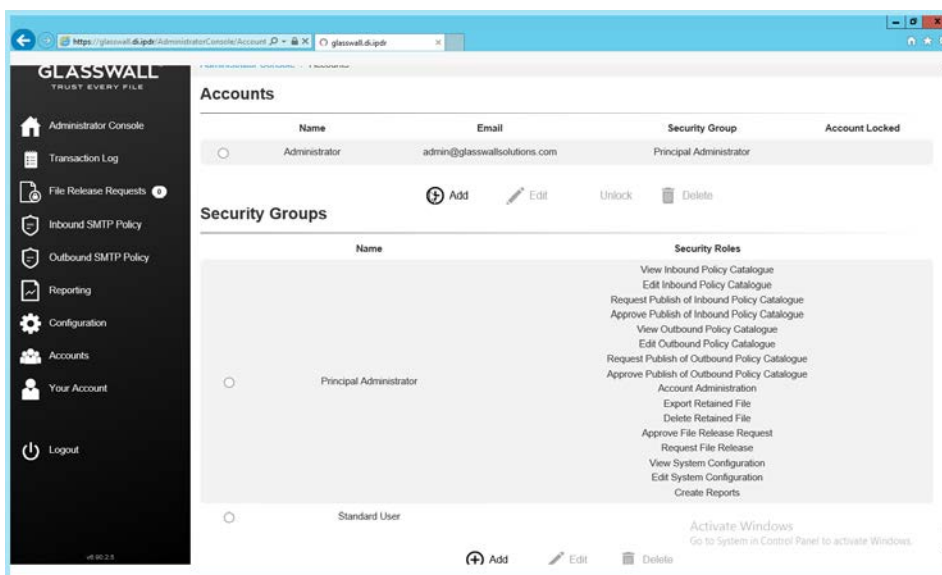 https://glasswall.di.ipdr/AdministratorConsole/Account
glasswall.di.ipdr
GLASSWALL
TRUST EVERY FILE
Administrator Console
Transaction Log
File Release Requests 0
Inbound SMTP Policy
Outbound SMTP Policy
Reporting
Configuration
Accounts
Your Account
Logout
v6.90.2.5
Administrator Console Accounts
Accounts
Name Email Security Group Account Locked
Administrator admin@glasswallsolutions.com Principal Administrator
Add Edit Unlock Delete
Security Groups
Name Security Roles
View Inbound Policy Catalogue
Edit Inbound Policy Catalogue
Request Publish of Inbound Policy Catalogue
Approve Publish of Inbound Policy Catalogue
View Outbound Policy Catalogue
Edit Outbound Policy Catalogue
Request Publish of Outbound Policy Catalogue
Approve Publish of Outbound Policy Catalogue
Principal Administrator Account Administration
Export Retained File
Delete Retained File
Approve File Release Request
Request File Release
View System Configuration
Edit System Configuration
Create Reports
Standard User
Activate Windows
Go to System in Control Panel to activate Windows.
Add Edit Delete